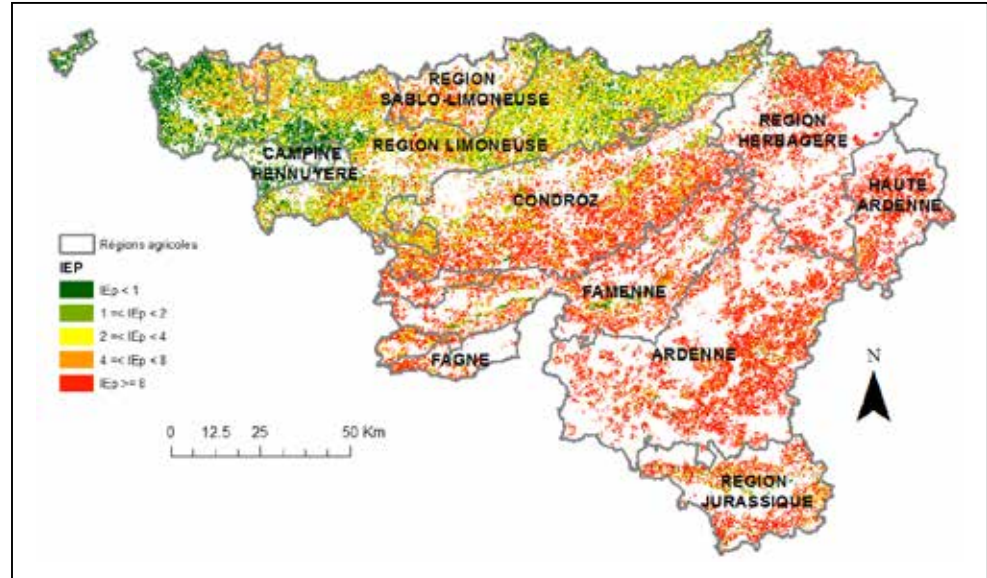 REGION
SABLO-LIMONEUSE
REGION LIMONEUSE
CAMPINE
HENNUYERE
REGION
HERBAGERE
HAUTE
ARDENNE
CONDROZ
FAMENNE
FAGNE
ARDENNE
REGION
JURASSIQUE
Régions agricoles
IEP
IEp < 1
1 =< IEp < 2
2 =< IEp < 4
4 =< IEp < 8
IEp >= 8
0 12.5 25 50 Km
N